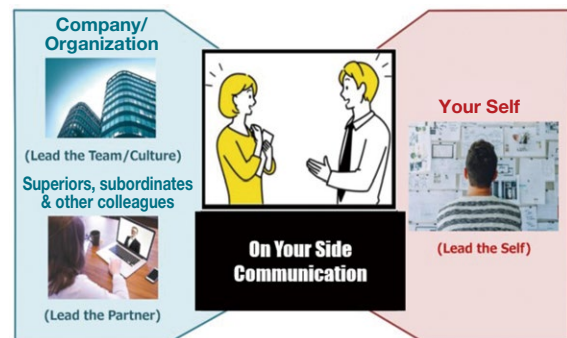 Company/
Organization
(Lead the Team/Culture)
Superiors, subordinates
& other colleagues
(Lead the Partner)
On Your Side
Communication
Your Self
(Lead the Self)